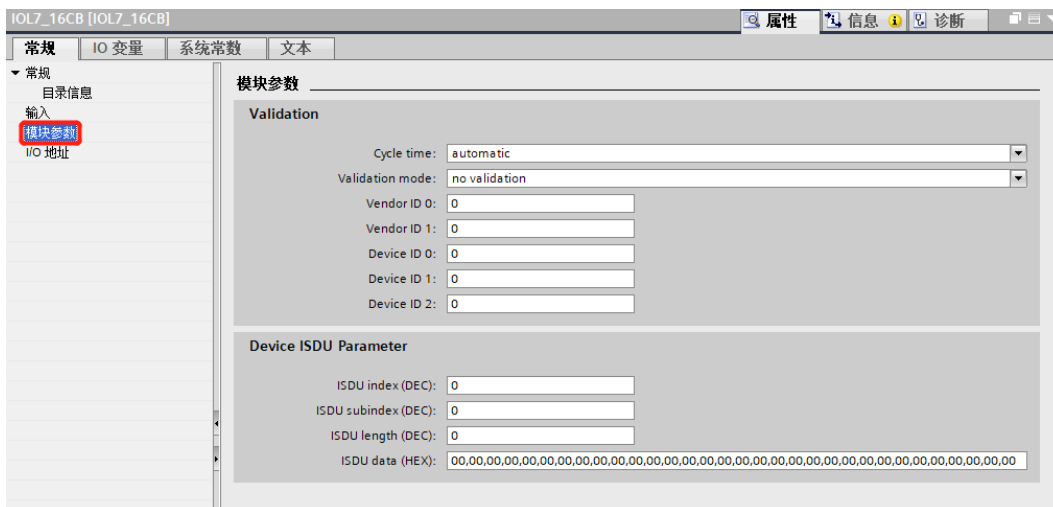 IOL7_16CB [IOL7_16CB]
属性
信息
诊断
常规
IO 变量
系统常数
文本
常规
目录信息
输入
模块参数
I/O 地址
模块参数
Validation
Cycle time: automatic
Validation mode: no validation
Vendor ID 0: 0
Vendor ID 1: 0
Device ID 0: 0
Device ID 1: 0
Device ID 2: 0
Device ISDU Parameter
ISDU index (DEC): 0
ISDU subindex (DEC): 0
ISDU length (DEC): 0
ISDU data (HEX): 00,00,00,00,00,00,00,00,00,00,00,00,00,00,00,00,00,00,00,00,00,00,00,00,00,00,00,00,00,00,00,00